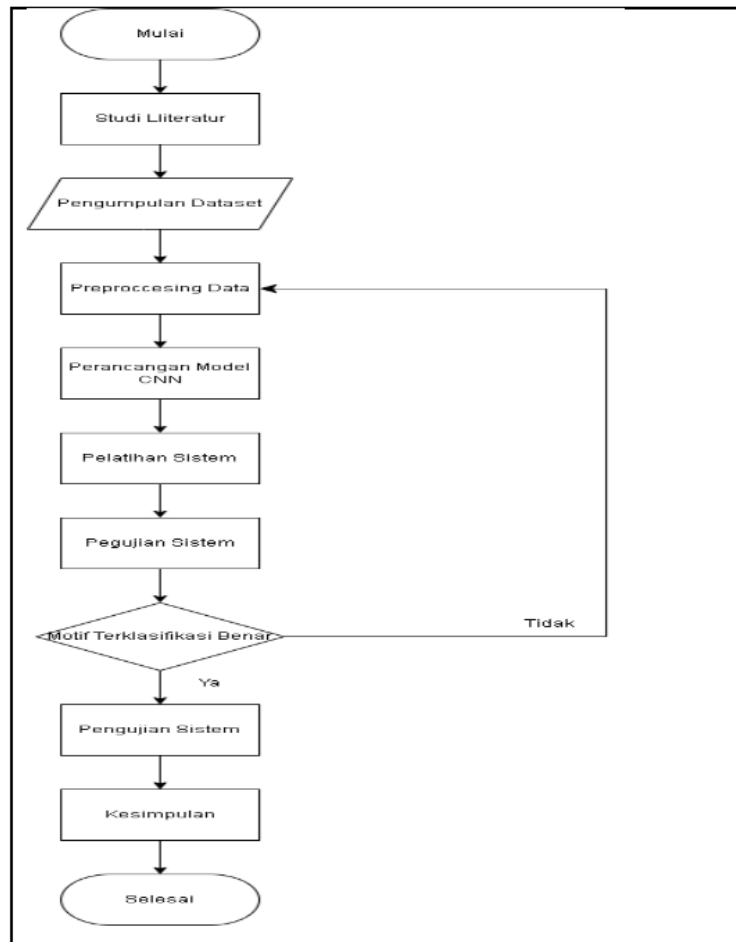 Mulai
Studi Lliteratur
Pengumpulan Dataset
Preproccesing Data
Perancangan Model
CNN
Pelatihan Sistem
Pegujian Sistem
Motif Terklasifikasi Benar
Tidak
Ya
Pengujian Sistem
Kesimpulan
Selesai